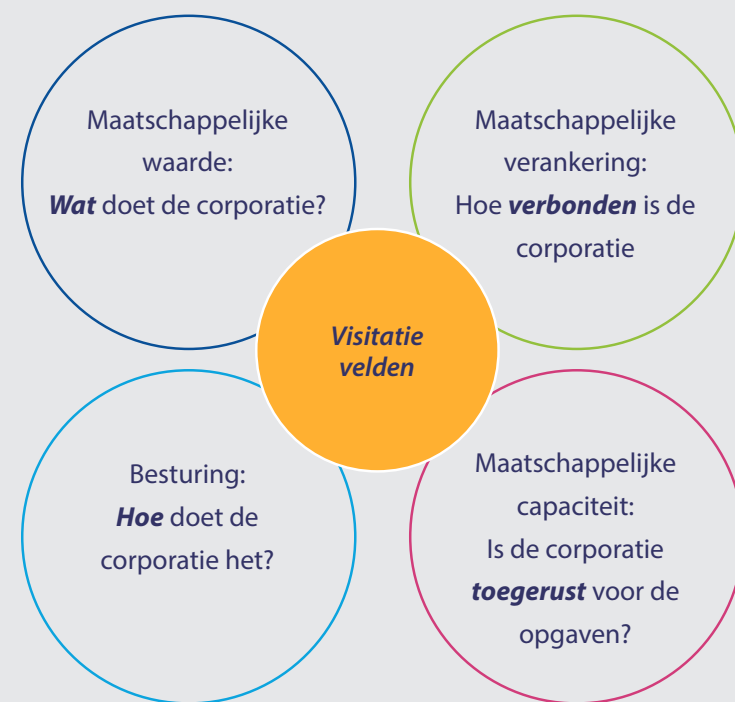 Maatschappelijke
waarde:
Wat doet de corporatie?
Maatschappelijke
verankering:
Hoe verbonden is de
corporatie
Visitatie
velden
Besturing:
Hoe doet de
corporatie het?
Maatschappelijke
capaciteit:
Is de corporatie
toegerust voor de
opgaven?